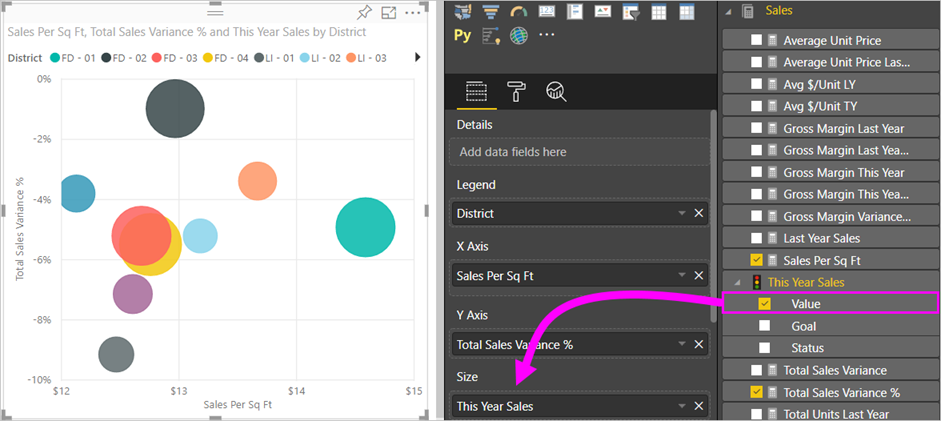 Sales Per Sq Ft, Total Sales Variance % and This Year Sales by District
District FD - 01 FD - 02 FD - 03 FD - 04 LI - 01 LI - 02 LI - 03
0%
-2%
-4%
-6%
-8%
-10%
Total Sales Variance %
$12 $13 $14 $15
Sales Per Sq Ft
123
Py
Details
Add data fields here
Legend
District
X Axis
Sales Per Sq Ft
Y Axis
Total Sales Variance %
Size
This Year Sales
Sales
Average Unit Price
Average Unit Price Las...
Avg $/Unit LY
Avg $/Unit TY
Gross Margin Last Year
Gross Margin Last Yea...
Gross Margin This Year
Gross Margin This Yea...
Gross Margin Variance...
Last Year Sales
Sales Per Sq Ft
This Year Sales
Value
Goal
Status
Total Sales Variance
Total Sales Variance %
Total Units Last Year